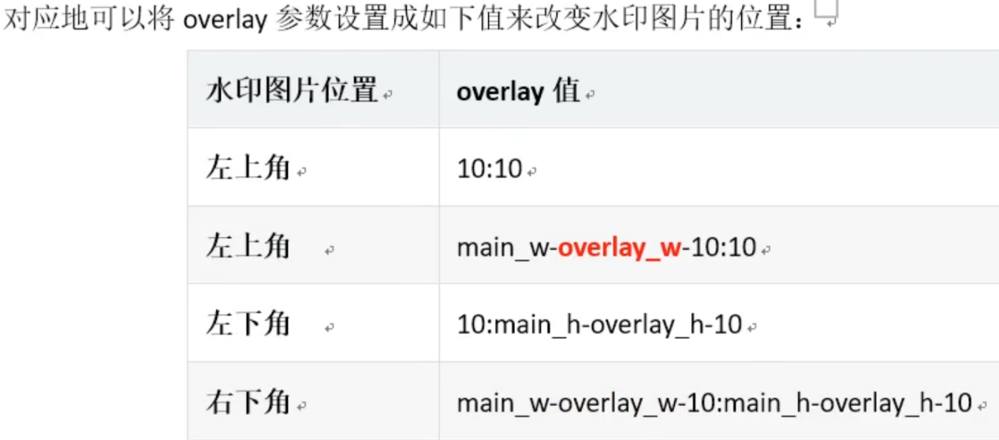 对应地可以将 overlay 参数设置成如下值来改变水印图片的位置：
水印图片位置 overlay 值
左上角 10:10
左上角 main_w-overlay_w-10:10
左下角 10:main_h-overlay_h-10
右下角 main_w-overlay_w-10:main_h-overlay_h-10